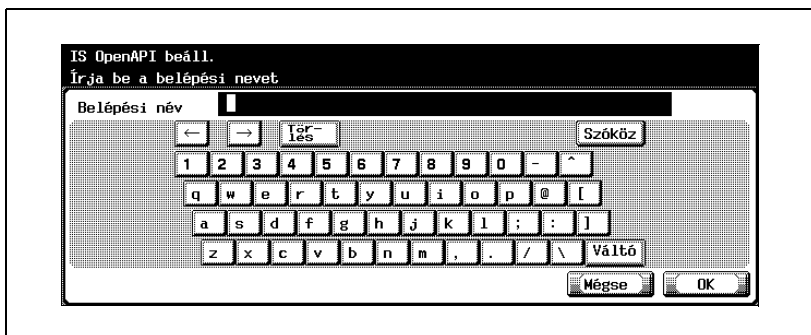 IS OpenAPI beáll.
Írja be a belépési nevet
Belépési név
← → Tör-
lés Szóköz
1 2 3 4 5 6 7 8 9 0 - ^
q w e r t y u i o p @ [
a s d f g h j k l ; : ]
z x c v b n m , . / \ Váltó
Mégse OK